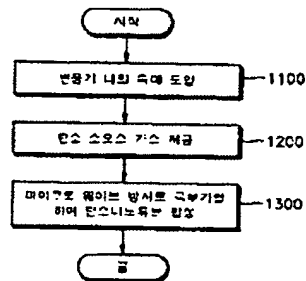 시작
반응기 내의 촉매 도입
1100
탄소 소오스 가스 제공
1200
마이크로 웨이브 방사로 국부가열
하여 탄소나노튜브 합성
1300
끝